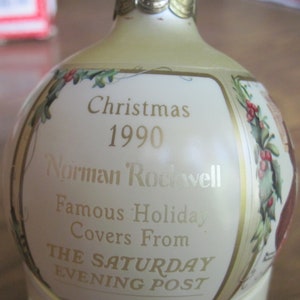 Christmas
1990
Norman Rockwell
Famous Holiday
Covers From
THE SATURDAY
EVENING POST